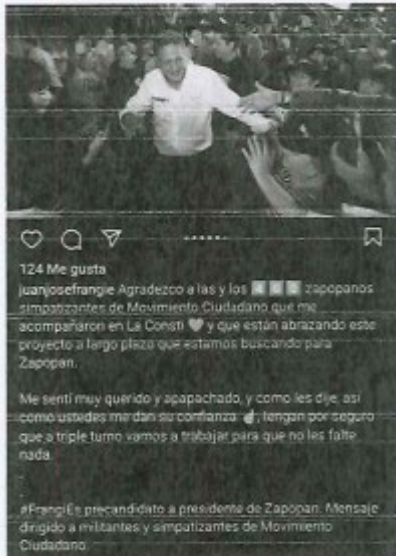 124 Me gusta
juanjosefrangie Agradezco a las y los zapopanos
simpatizantes de Movimiento Ciudadano que me
acompañaron en La Consti 🖤 y que están abrazando este
proyecto a largo plazo que estamos buscando para
Zapopan.
Me sentí muy querido y apapachado, y como les dije, así
como ustedes me dan su confianza ☝, tengan por seguro
que a triple turno vamos a trabajar para que no les falte
nada.
.
#FrangiEs precandidato a presidente de Zapopan. Mensaje
dirigido a militantes y simpatizantes de Movimiento
Ciudadano.